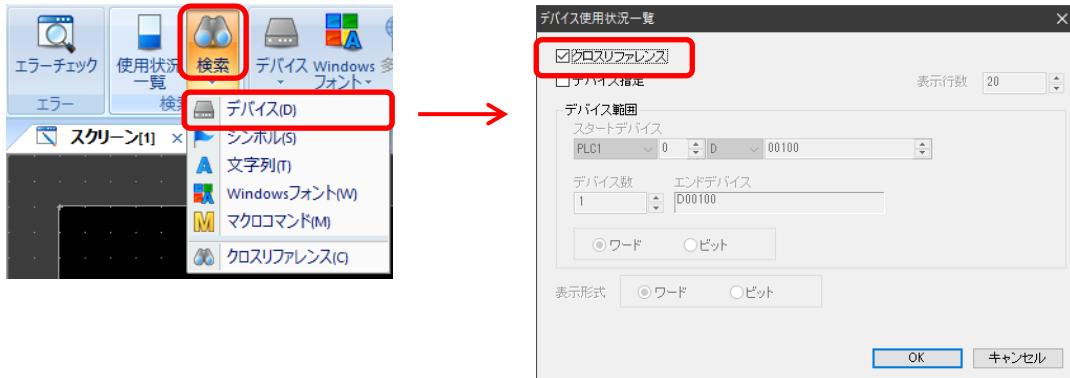 エラーチェック
使用状況
一覧
検索
デバイス
Windows
フォント
エラー
検
スクリーン[1] ×
デバイス(D)
シンボル(S)
文字列(T)
Windowsフォント(W)
マクロコマンド(M)
クロスリファレンス(C)
デバイス使用状況一覧
クロスリファレンス
デバイス指定
表示行数 20
デバイス範囲
スタートデバイス
PLC1 0 D 00100
デバイス数 エンドデバイス
1 D00100
ワード ビット
表示形式 ワード ビット
OK キャンセル